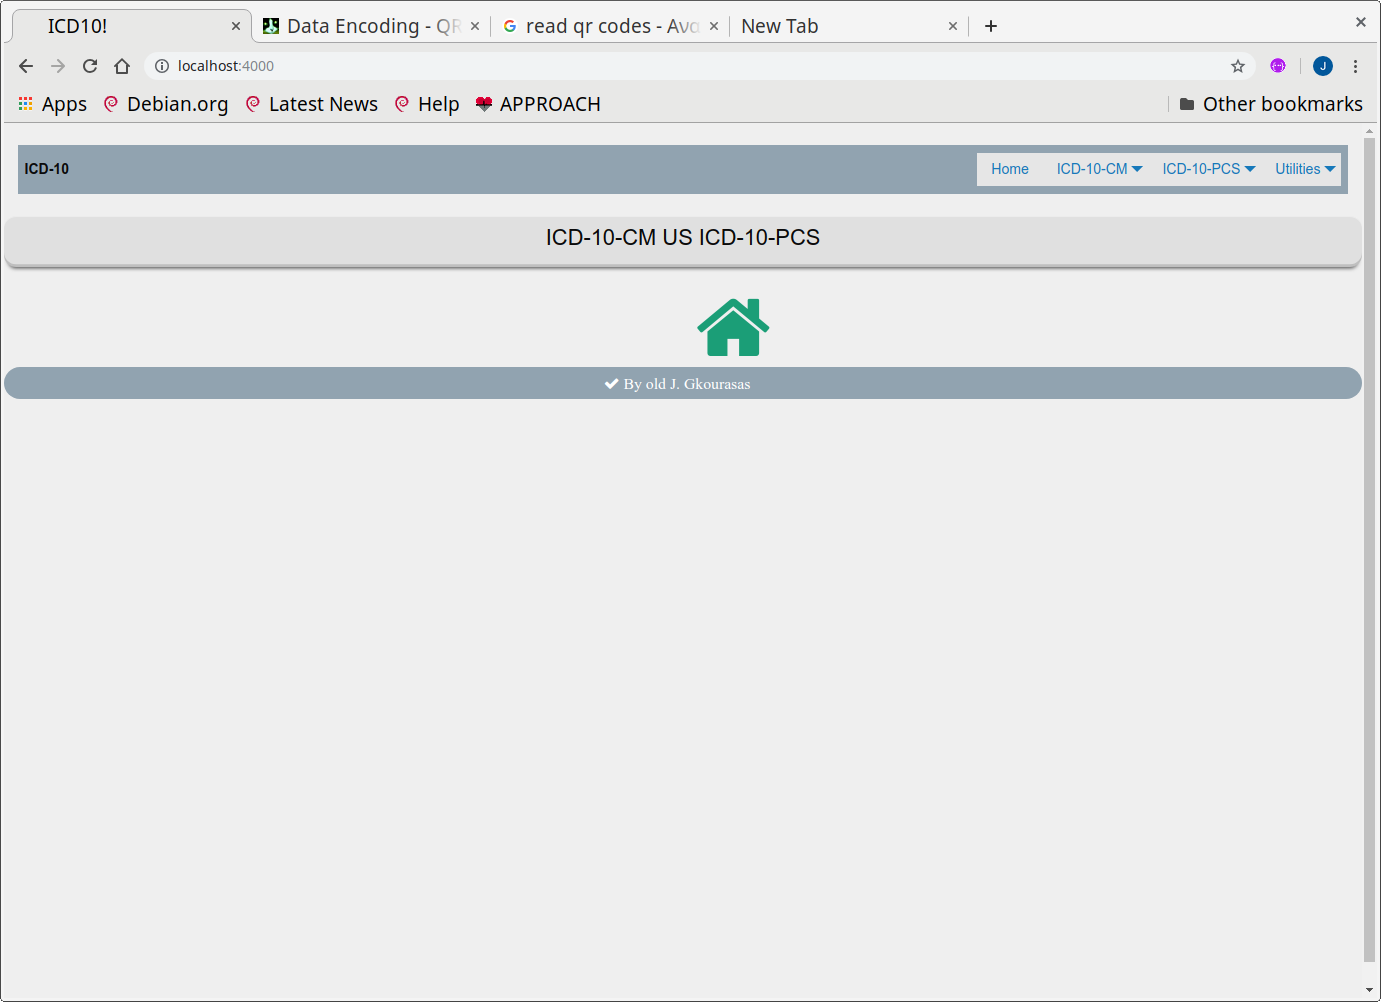 ICD10!
Data Encoding - QR
read qr codes - Ανα
New Tab
localhost:4000
J
Apps
Debian.org
Latest News
Help
APPROACH
Other bookmarks
ICD-10
Home
ICD-10-CM
ICD-10-PCS
Utilities
ICD-10-CM US ICD-10-PCS
By old J. Gkourasas